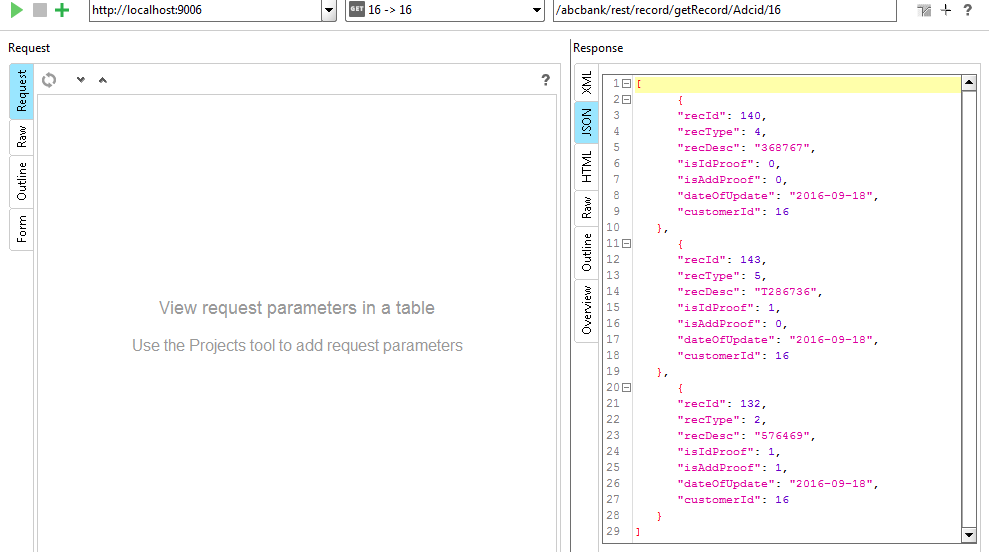 http://localhost:9006
GET 16 -> 16
/abcbank/rest/record/getRecord/Adcid/16
?
Request
Request
Raw
Outline
Form
?
View request parameters in a table
Use the Projects tool to add request parameters
Response
XML
JSON
HTML
Raw
Outline
Overview
1 [
2 {
3 "recId": 140,
4 "recType": 4,
5 "recDesc": "368767",
6 "isIdProof": 0,
7 "isAddProof": 0,
8 "dateOfUpdate": "2016-09-18",
9 "customerId": 16
10 },
11 {
12 "recId": 143,
13 "recType": 5,
14 "recDesc": "T286736",
15 "isIdProof": 1,
16 "isAddProof": 0,
17 "dateOfUpdate": "2016-09-18",
18 "customerId": 16
19 },
20 {
21 "recId": 132,
22 "recType": 2,
23 "recDesc": "576469",
24 "isIdProof": 1,
25 "isAddProof": 1,
26 "dateOfUpdate": "2016-09-18",
27 "customerId": 16
28 }
29 ]